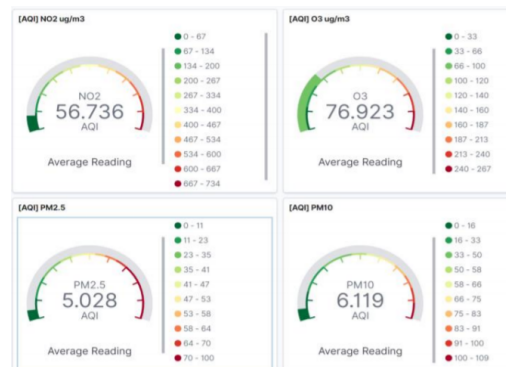 [AQI] NO2 ug/m3
NO2
56.736
AQI
Average Reading
0 - 67
67 - 134
134 - 200
200 - 267
267 - 334
334 - 400
400 - 467
467 - 534
534 - 600
600 - 667
667 - 734
[AQI] O3 ug/m3
O3
76.923
AQI
Average Reading
0 - 33
33 - 66
66 - 100
100 - 120
120 - 140
140 - 160
160 - 187
187 - 213
213 - 240
240 - 267
[AQI] PM2.5
PM2.5
5.028
AQI
Average Reading
0 - 11
11 - 23
23 - 35
35 - 41
41 - 47
47 - 53
53 - 58
58 - 64
64 - 70
70 - 100
[AQI] PM10
PM10
6.119
AQI
Average Reading
0 - 16
16 - 33
33 - 50
50 - 58
58 - 66
66 - 75
75 - 83
83 - 91
91 - 100
100 - 109